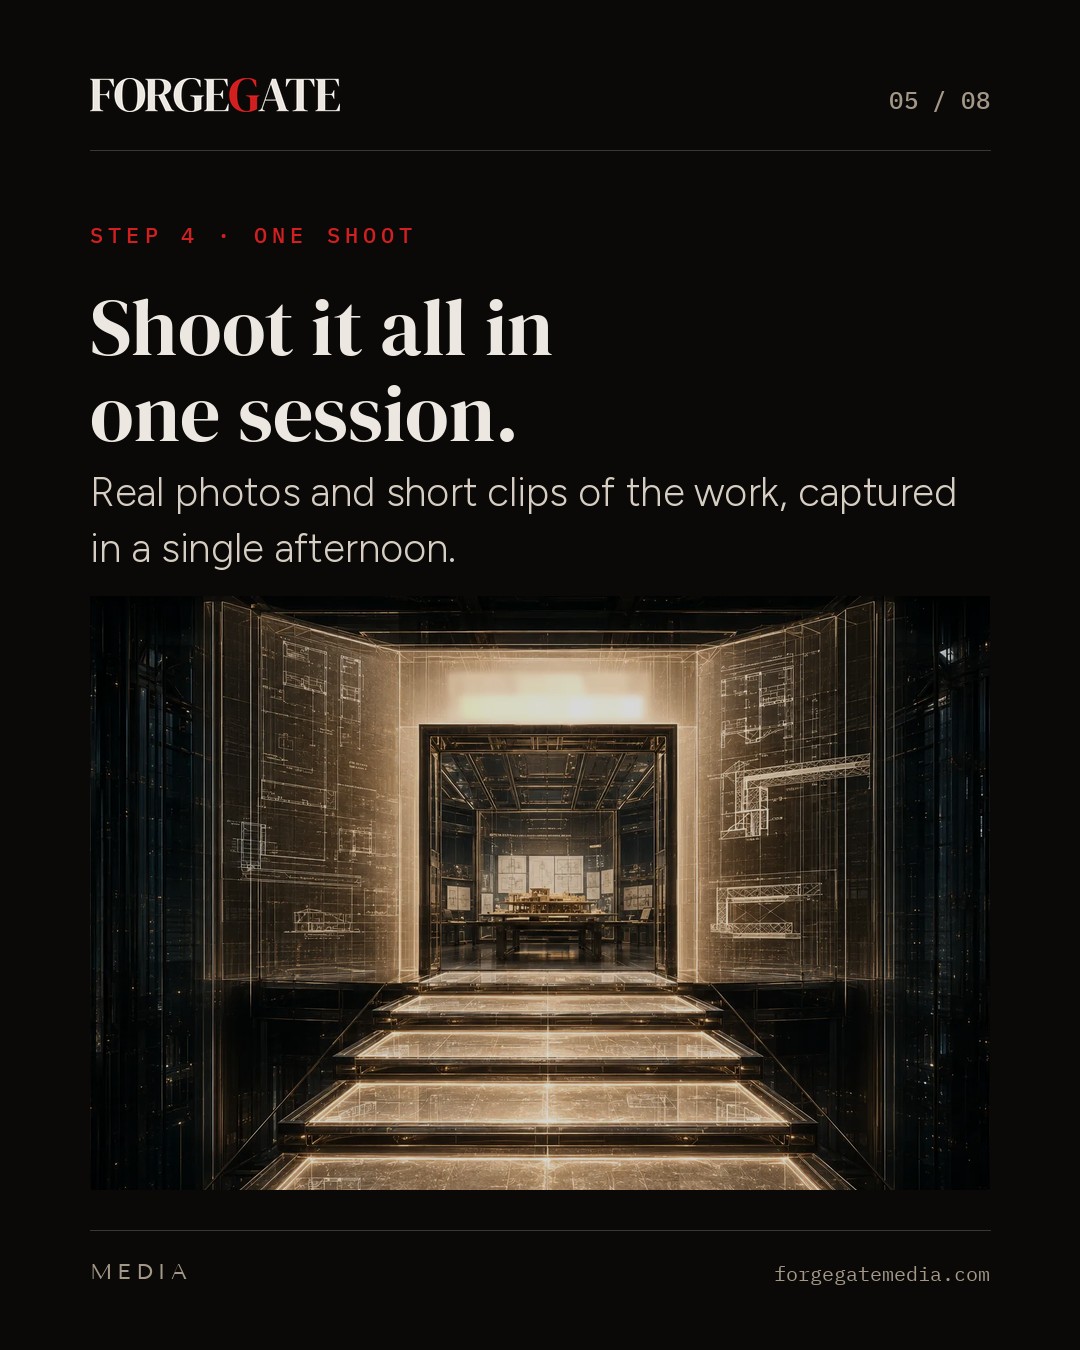 FORGEGATE
05 / 08
STEP 4 · ONE SHOOT
Shoot it all in
one session.
Real photos and short clips of the work, captured
in a single afternoon.
MEDIA
forgegatemedia.com